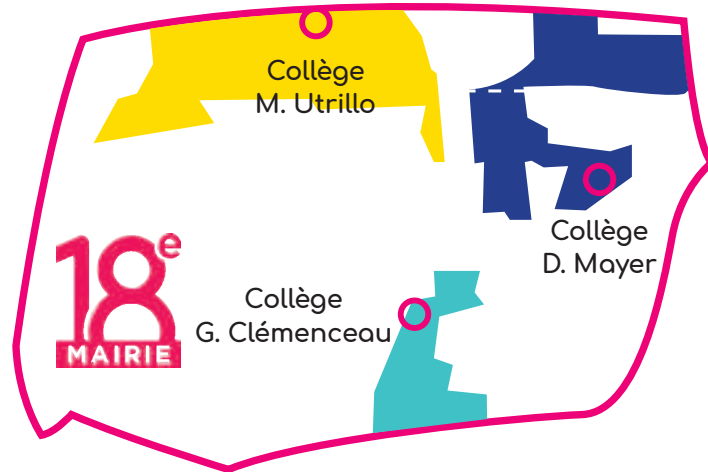 Collège
M. Utrillo
Collège
D. Mayer
18e
MAIRIE
Collège
G. Clémenceau